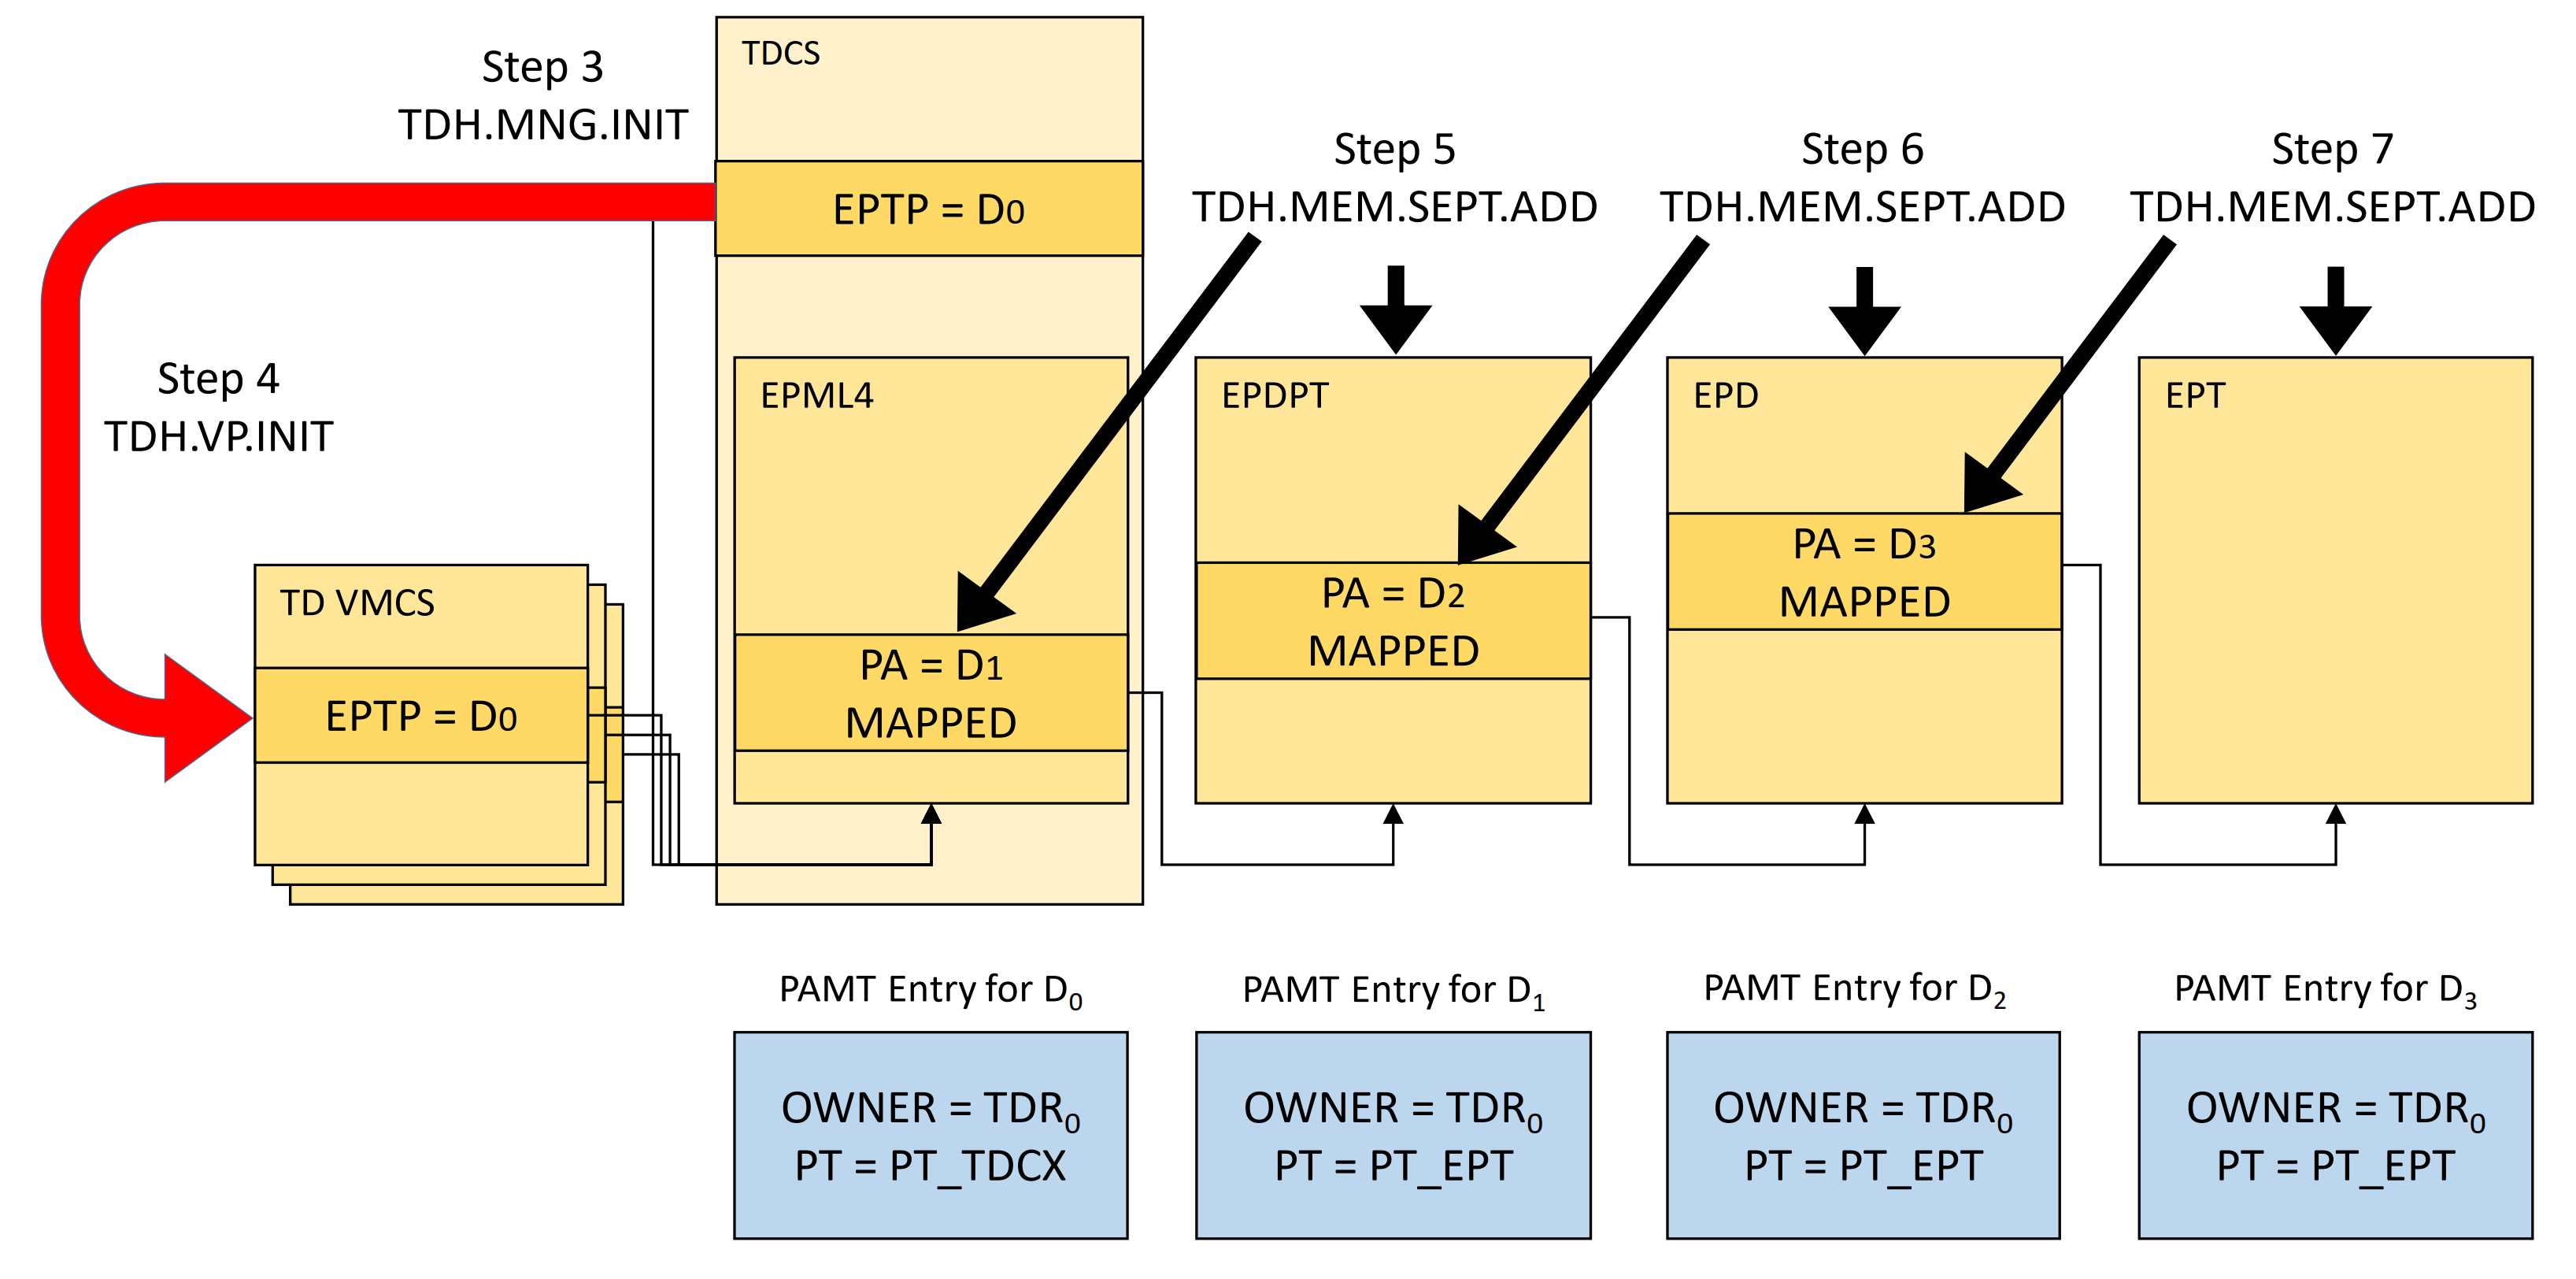 Step 3
TDH.MNG.INIT
TDCS
EPTP = D0
Step 5
TDH.MEM.SEPT.ADD
Step 6
TDH.MEM.SEPT.ADD
Step 7
TDH.MEM.SEPT.ADD
Step 4
TDH.VP.INIT
TD VMCS
EPTP = D0
EPML4
PA = D1
MAPPED
EPDPT
PA = D2
MAPPED
EPD
PA = D3
MAPPED
EPT
PAMT Entry for D0
OWNER = TDR0
PT = PT_TDCX
PAMT Entry for D1
OWNER = TDR0
PT = PT_EPT
PAMT Entry for D2
OWNER = TDR0
PT = PT_EPT
PAMT Entry for D3
OWNER = TDR0
PT = PT_EPT